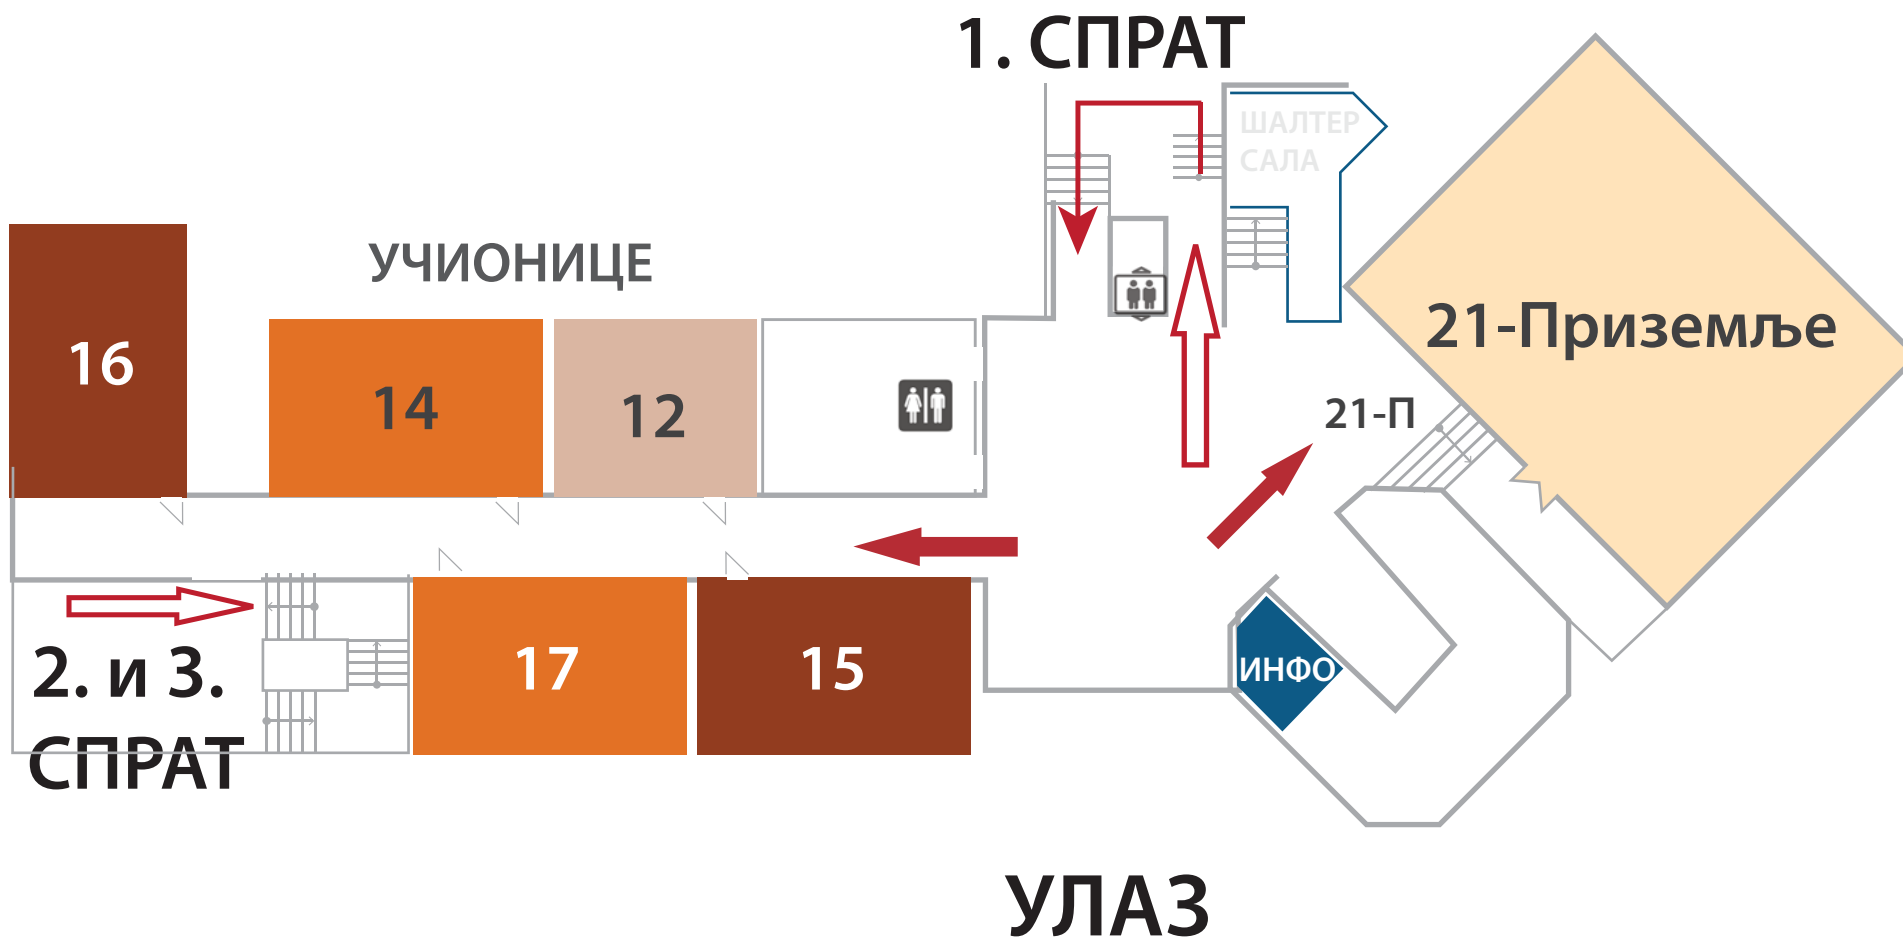 1. СПРАТ
ШАЛТЕР
САЛА
УЧИОНИЦЕ
16
14
12
21-Приземље
21-П
2. и 3.
СПРАТ
17
15
ИНФО
УЛАЗ